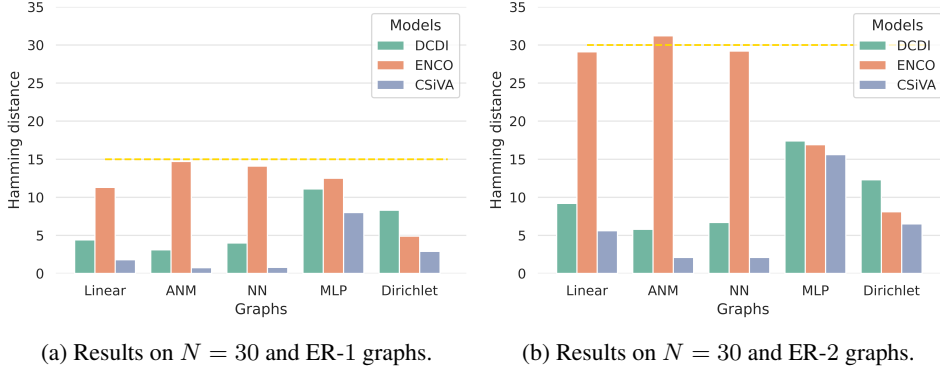 35
30
25
20
15
10
5
0
Hamming distance
Models
DCDI
ENCO
CSiVA
Linear ANM NN MLP Dirichlet
Graphs
(a) Results on N = 30 and ER-1 graphs.
35
30
25
20
15
10
5
0
Hamming distance
Models
DCDI
ENCO
CSiVA
Linear ANM NN MLP Dirichlet
Graphs
(b) Results on N = 30 and ER-2 graphs.